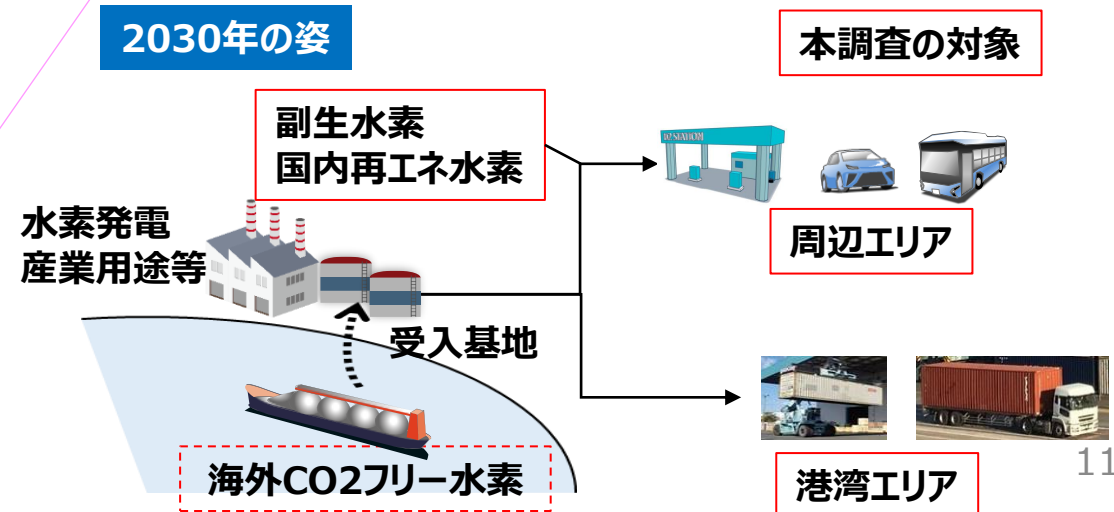 2030年の姿
本調査の対象
副生水素
国内再エネ水素
H2 STATION
水素発電
産業用途等
周辺エリア
受入基地
海外CO2フリー水素
港湾エリア
11